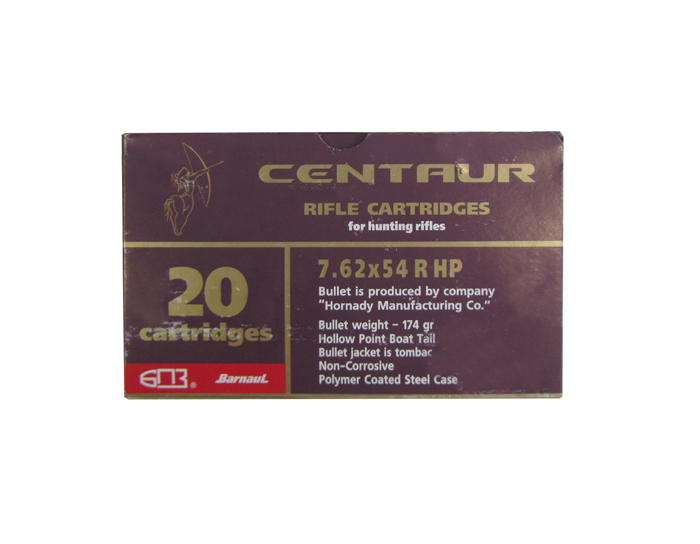 CENTAUR
RIFLE CARTRIDGES
for hunting rifles
20
cartridges
7.62x54 R HP
Bullet is produced by company
"Hornady Manufacturing Co."
Bullet weight – 174 gr
Hollow Point Boat Tail
Bullet jacket is tombac
Non-Corrosive
Polymer Coated Steel Case
БПЗ ® BarnauL